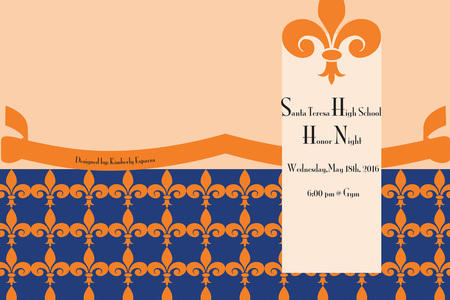 Santa Teresa High School
Honor Night
Wednesday,May 18th, 2016
6:00 pm @ Gym
Designed by: Kimberly Esparza